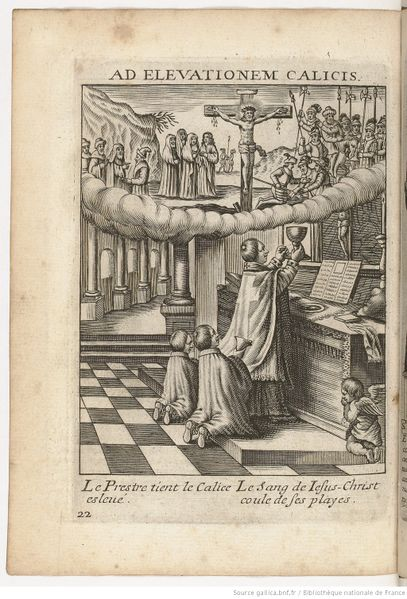 AD ELEVATIONEM CALICIS.
Le Prestre tient le Calice
esleué.
Le Sang de Iesus-Christ
coule de ses playes.
22
Source gallica.bnf.fr / Bibliothèque nationale de France